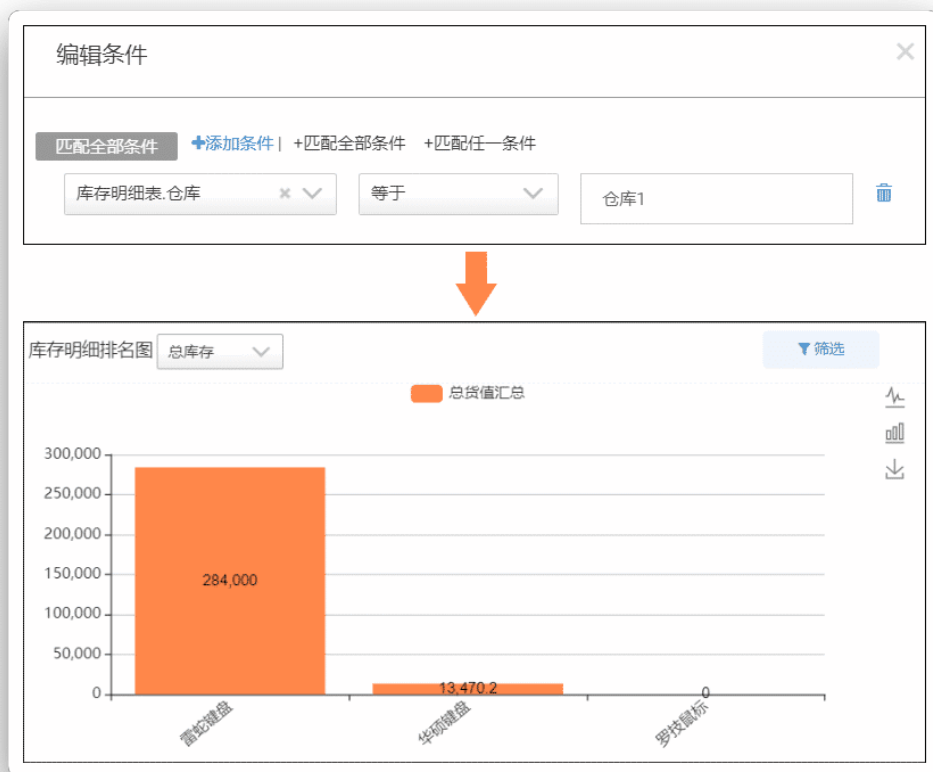 编辑条件
匹配全部条件 +添加条件 | +匹配全部条件 +匹配任一条件
库存明细表.仓库 等于 仓库1
库存明细排名图 总库存 筛选
总货值汇总
300,000
250,000
200,000
150,000
100,000
50,000
0
284,000
13,470.2
0
雷蛇键盘 华硕键盘 罗技鼠标